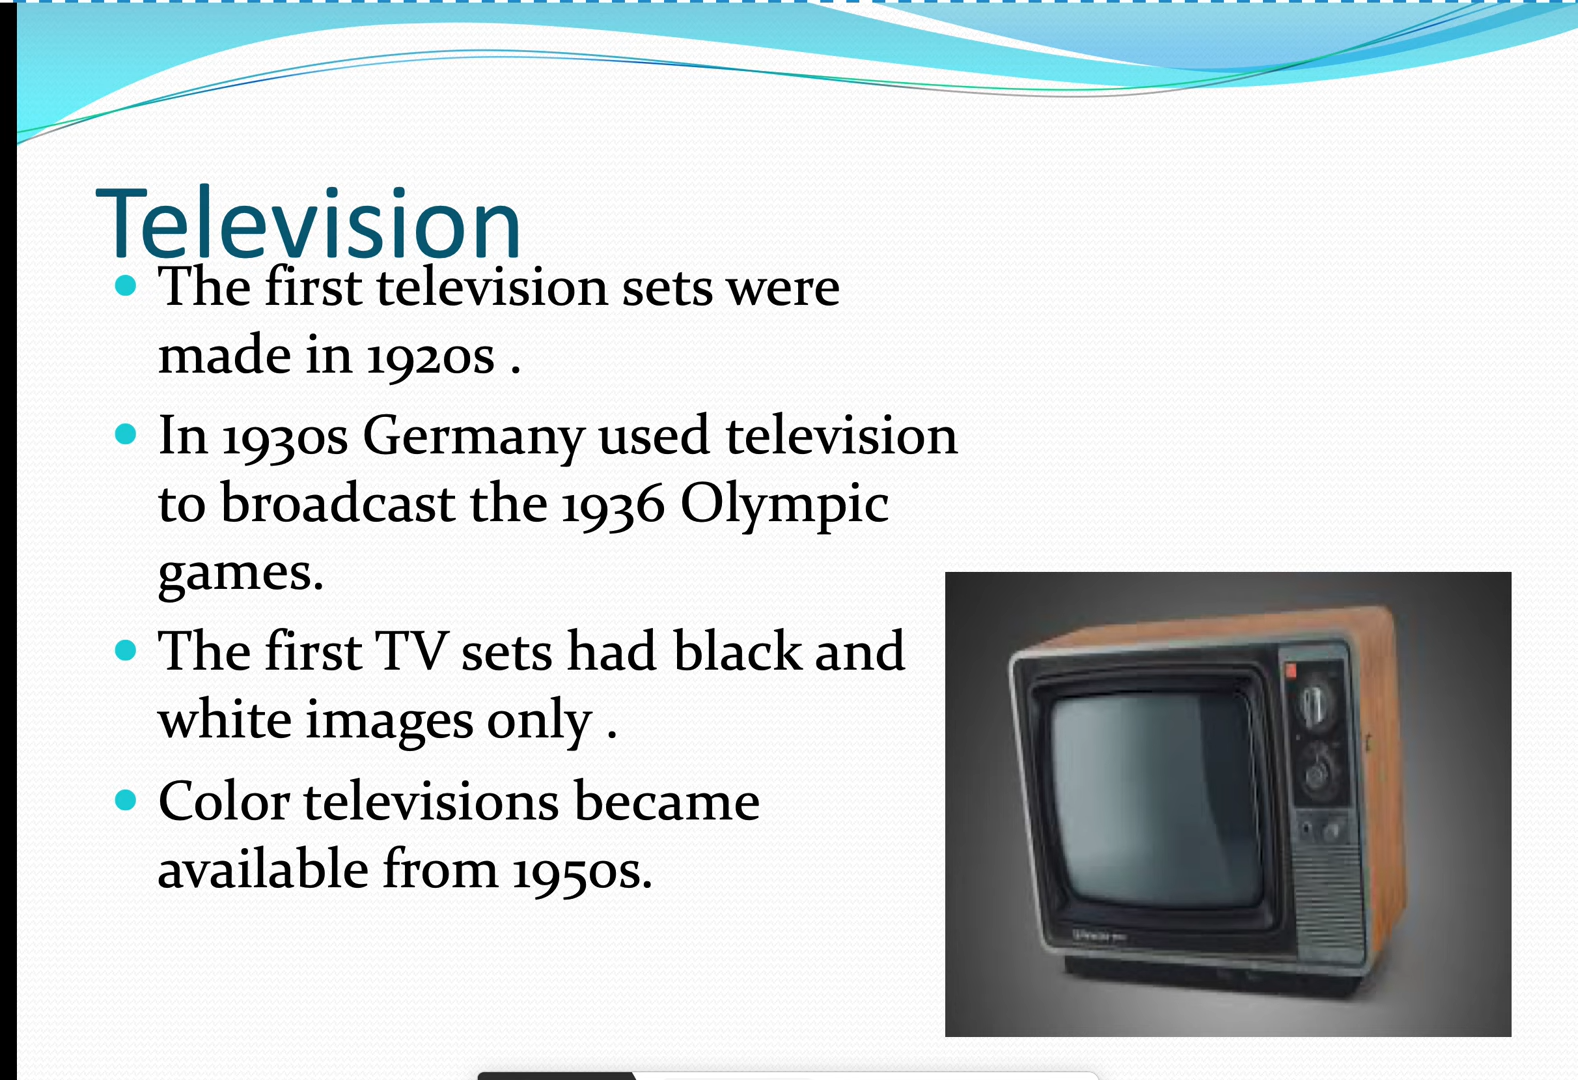 Television
The first television sets were
made in 1920s .
In 1930s Germany used television
to broadcast the 1936 Olympic
games.
The first TV sets had black and
white images only .
Color televisions became
available from 1950s.